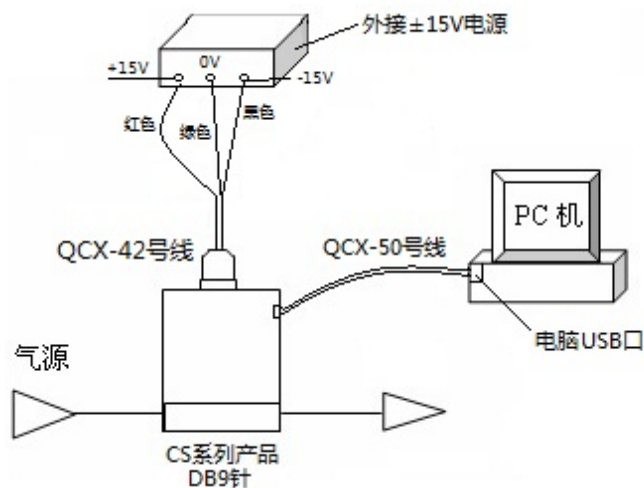 外接±15V电源
+15V
0V
-15V
红色
绿色
黑色
QCX-42号线
QCX-50号线
PC 机
电脑USB口
气源
CS系列产品
DB9针